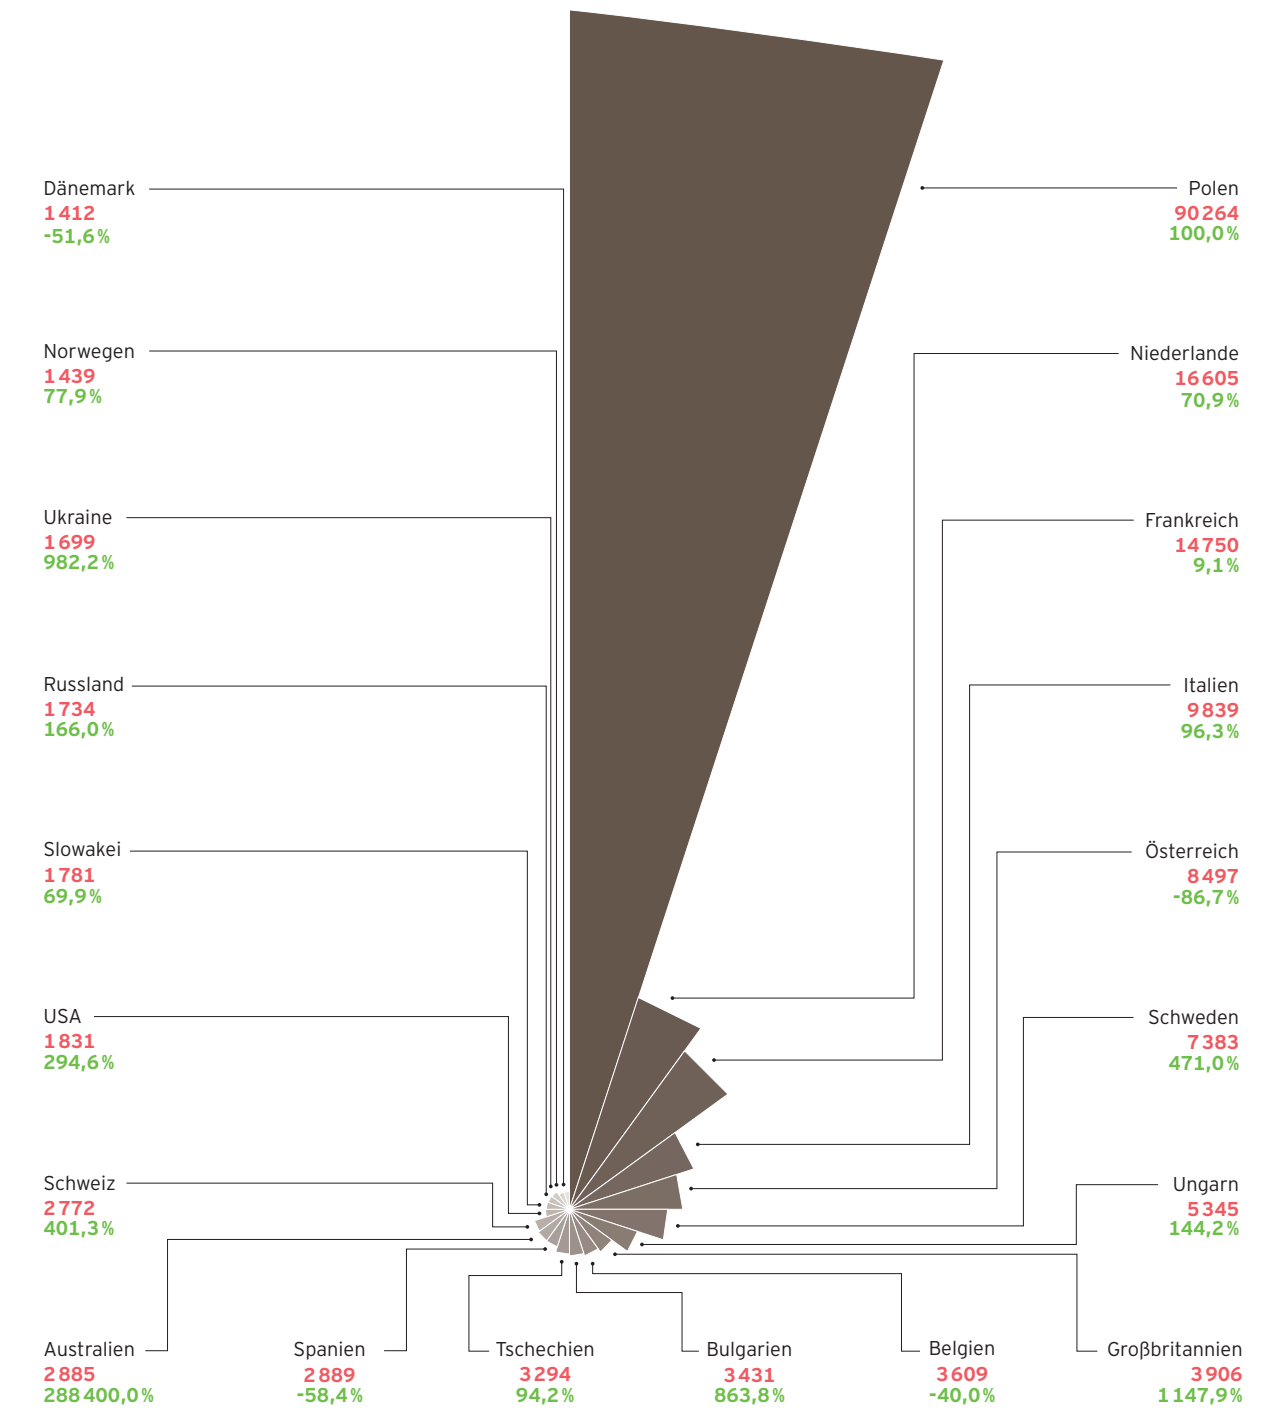 Dänemark
1 412
-51,6 %
Norwegen
1 439
77,9 %
Ukraine
1 699
982,2 %
Russland
1 734
166,0 %
Slowakei
1 781
69,9 %
USA
1 831
294,6 %
Schweiz
2 772
401,3 %
Polen
90 264
100,0 %
Niederlande
16 605
70,9 %
Frankreich
14 750
9,1 %
Italien
9 839
96,3 %
Österreich
8 497
-86,7 %
Schweden
7 383
471,0 %
Ungarn
5 345
144,2 %
Australien
2 885
288 400,0 %
Spanien
2 889
-58,4 %
Tschechien
3 294
94,2 %
Bulgarien
3 431
863,8 %
Belgien
3 609
-40,0 %
Großbritannien
3 906
1 147,9 %